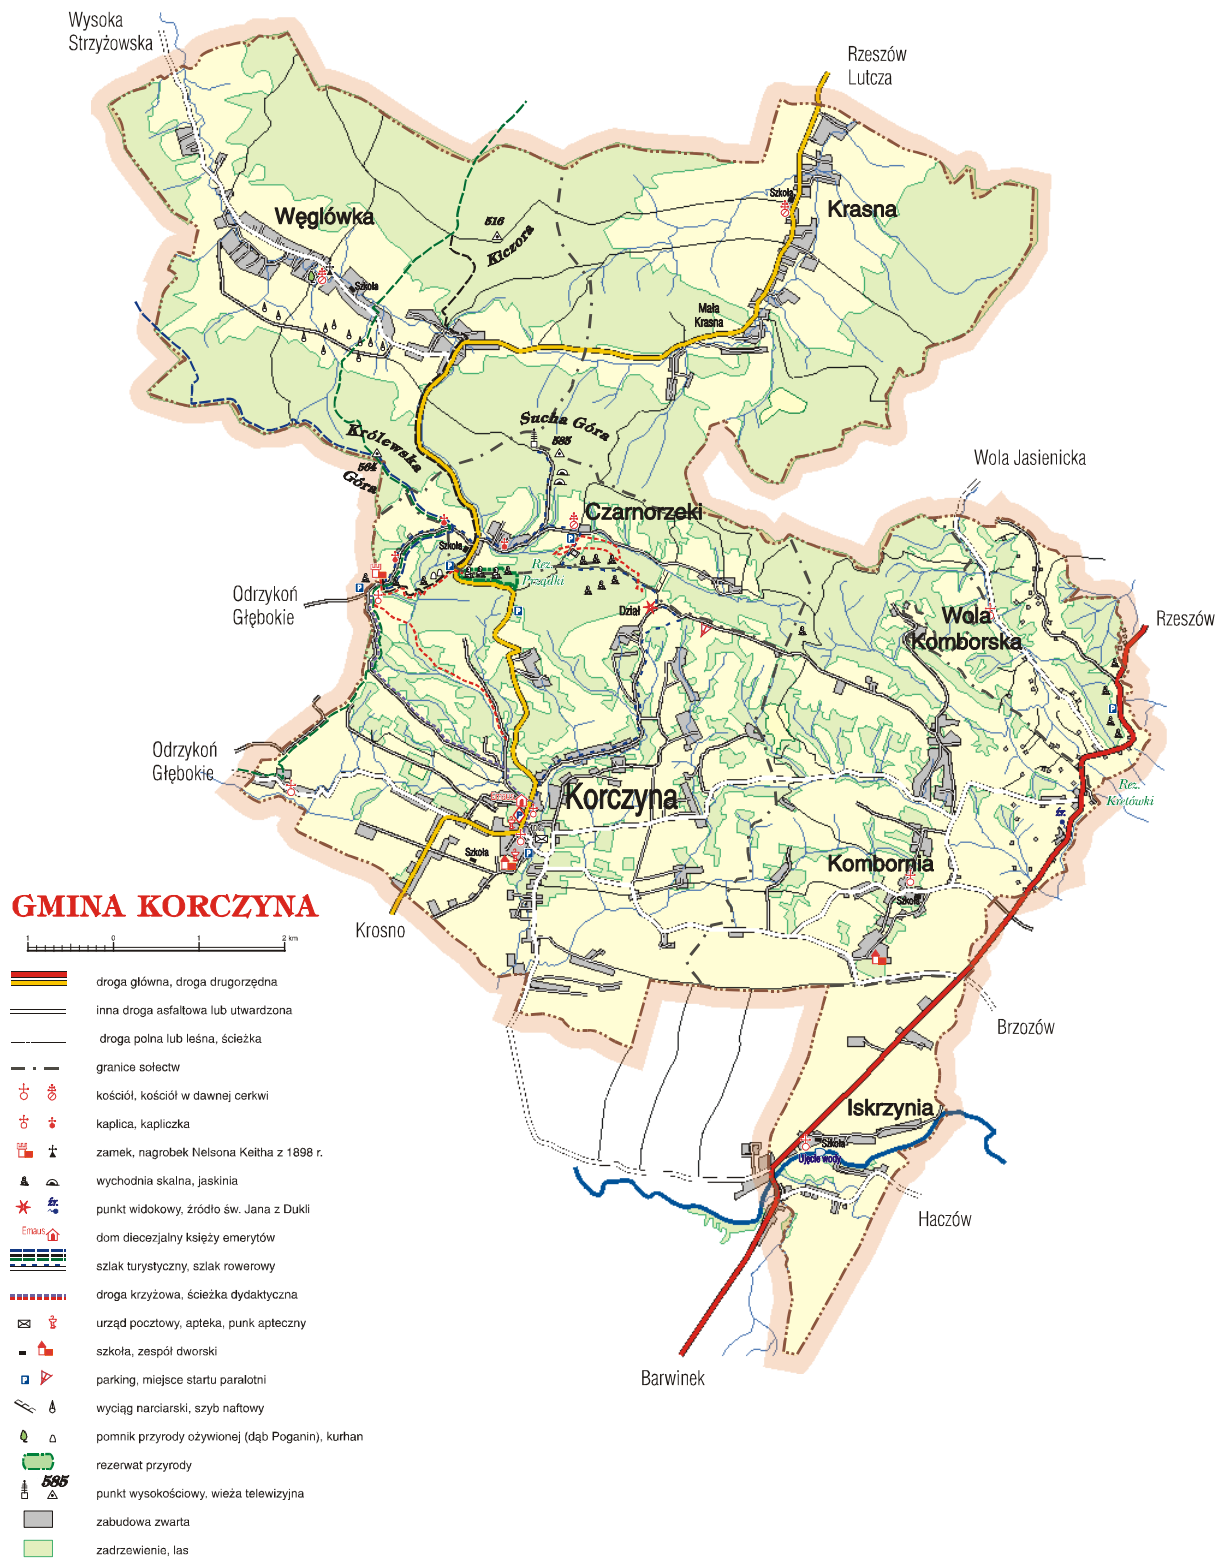 Wysoka
Strzyżowska
Rzeszów
Lutcza
Węglówka
Szkoła
516
Kiczora
Szkoła
Krasna
Mała
Krasna
Sucha Góra
585
Królewska
Góra
564
Wola Jasienicka
Czarnorzeki
Szkoła
Rez.
Prządki
Odrzykoń
Głębokie
Dział
Wola
Komborska
Rzeszów
Odrzykoń
Głębokie
Korczyna
Rez.
Kretówki
źr.
Szkoła
Kombornia
Szkoła
Krosno
Brzozów
Iskrzynia
Szkoła
Ujęcie wody
Haczów
Barwinek
GMINA KORCZYNA
1 0 1 2 km
droga główna, droga drugorzędna
inna droga asfaltowa lub utwardzona
droga polna lub leśna, ścieżka
granice sołectw
kościół, kościół w dawnej cerkwi
kaplica, kapliczka
zamek, nagrobek Nelsona Keitha z 1898 r.
wychodnia skalna, jaskinia
źr.
punkt widokowy, źródło św. Jana z Dukli
Emaus
dom diecezjalny księży emerytów
szlak turystyczny, szlak rowerowy
droga krzyżowa, ścieżka dydaktyczna
urząd pocztowy, apteka, punk apteczny
szkoła, zespół dworski
P
parking, miejsce startu paralotni
wyciąg narciarski, szyb naftowy
pomnik przyrody ożywionej (dąb Poganin), kurhan
rezerwat przyrody
585
punkt wysokościowy, wieża telewizyjna
zabudowa zwarta
zadrzewienie, las